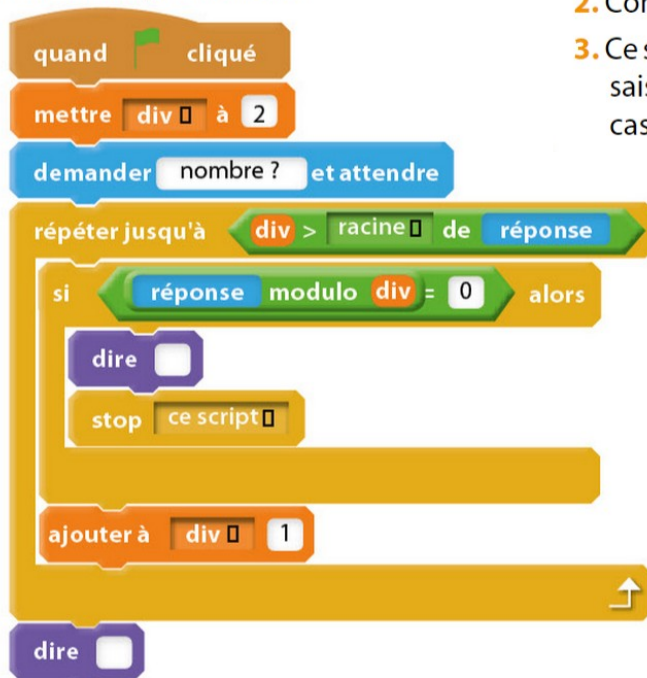 2. Co
3. Ce s
sais
cas
quand cliqué
mettre div à 2
demander nombre ? et attendre
répéter jusqu'à div > racine de réponse
si réponse modulo div = 0 alors
dire
stop ce script
ajouter à div 1
dire